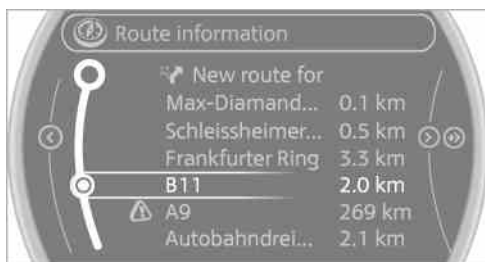 Route information
New route for
Max-Diamand... 0.1 km
Schleissheimer... 0.5 km
Frankfurter Ring 3.3 km
B11 2.0 km
A9 269 km
Autobahndrei... 2.1 km